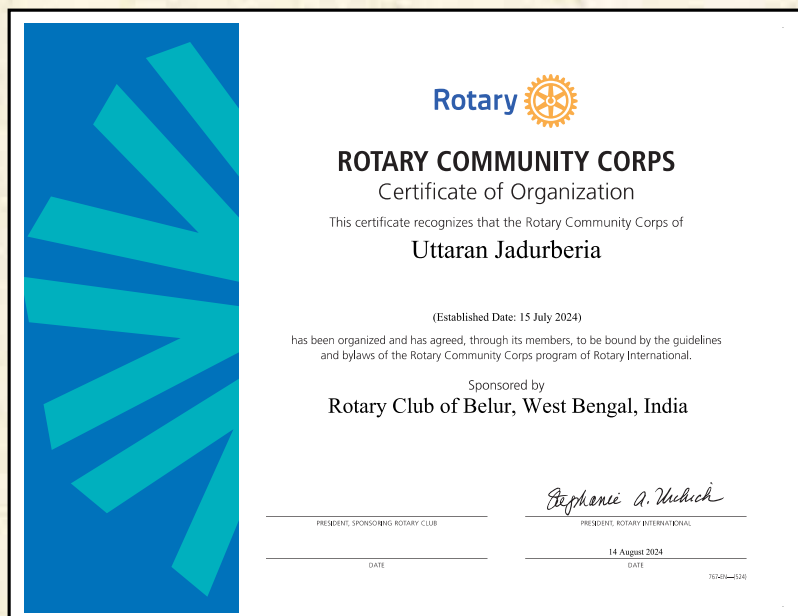 Rotary
ROTARY COMMUNITY CORPS
Certificate of Organization
This certificate recognizes that the Rotary Community Corps of
Uttaran Jadurberia
(Established Date: 15 July 2024)
has been organized and has agreed, through its members, to be bound by the guidelines
and bylaws of the Rotary Community Corps program of Rotary International.
Sponsored by
Rotary Club of Belur, West Bengal, India
Stephanie A. Urchick
PRESIDENT, SPONSORING ROTARY CLUB
PRESIDENT, ROTARY INTERNATIONAL
14 August 2024
DATE
DATE
767-EN—(524)